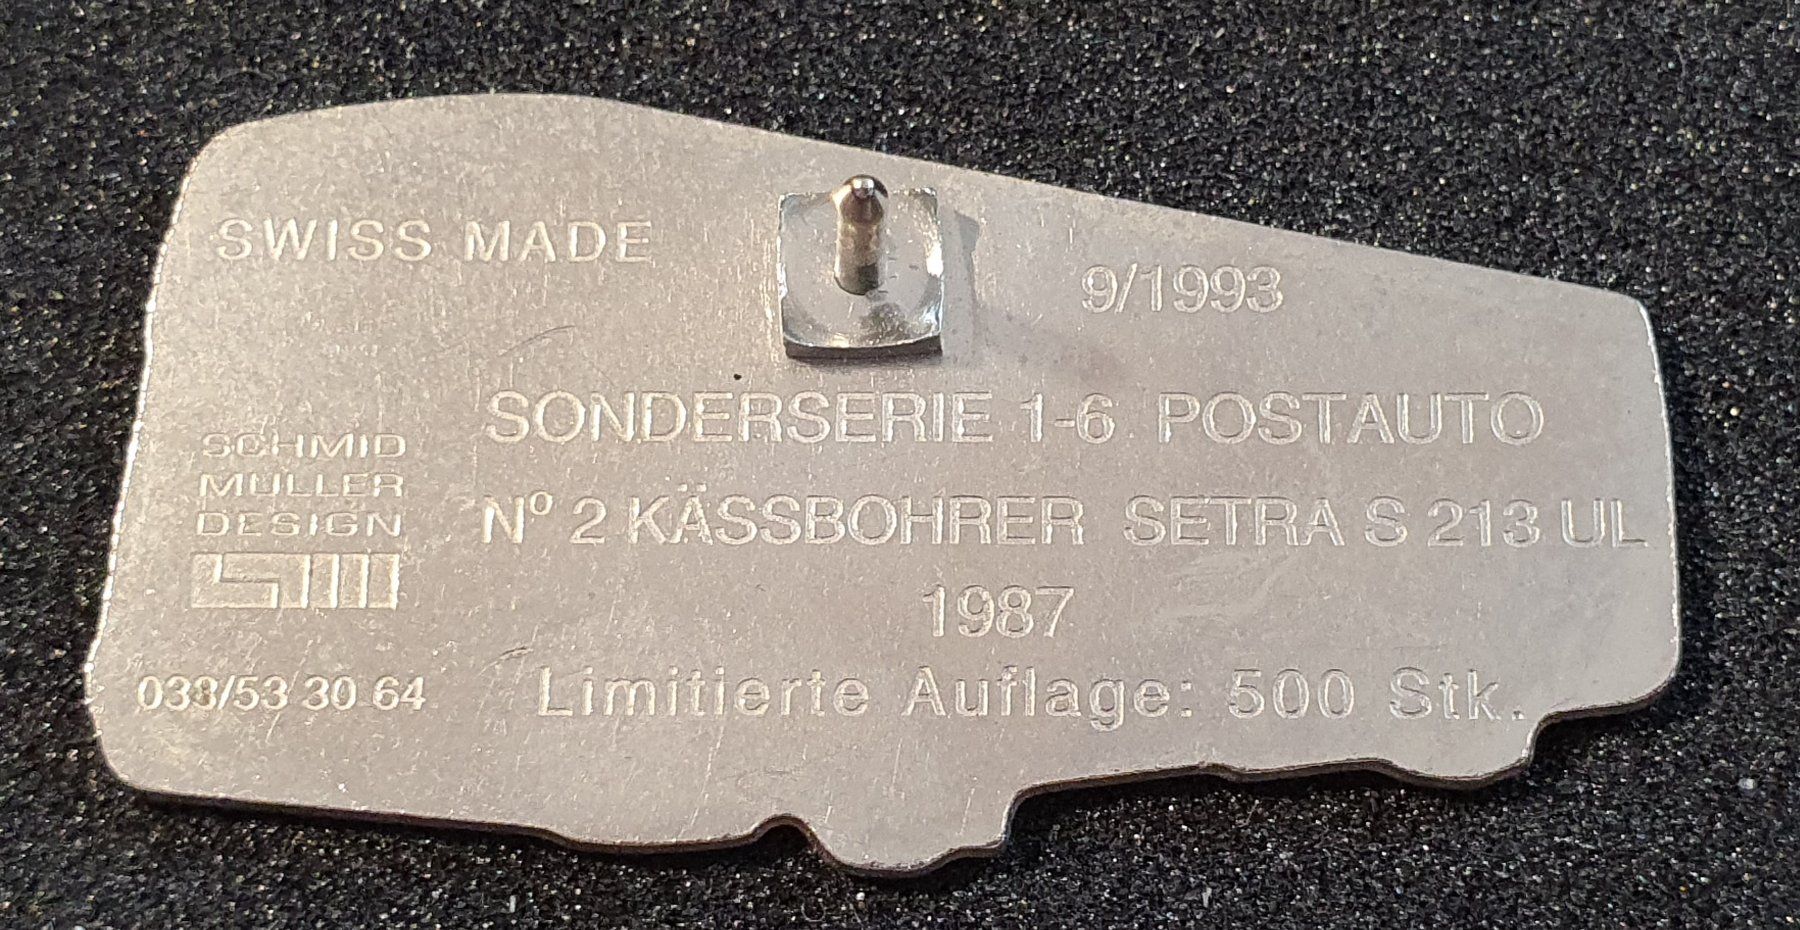 SWISS MADE
9/1993
SONDERSERIE 1-6 POSTAUTO
SCHMID
MÜLLER
DESIGN
Nº 2 KÄSSBOHRER SETRA S 213 UL
1987
038/53 30 64
Limitierte Auflage: 500 Stk.